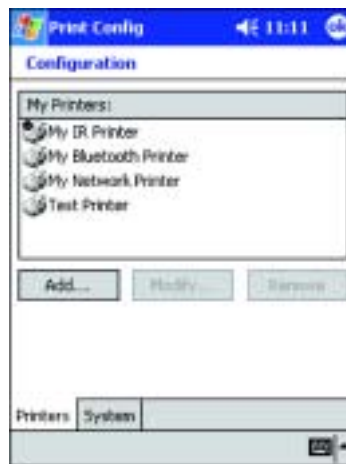 Print Config 11:11 ok
Configuration
My Printers:
My IR Printer
My Bluetooth Printer
My Network Printer
Test Printer
Add... Modify... Remove
Printers System